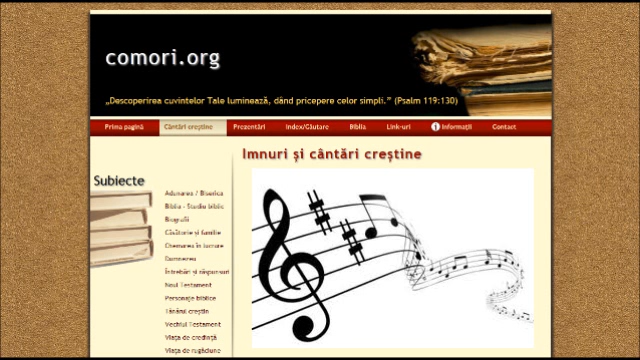 comori.org
„Descoperirea cuvintelor Tale luminează, dând pricepere celor simpli.” (Psalm 119:130)
Prima pagină
Cântări creştine
Prezentări
Index/Căutare
Biblia
Link-uri
Informaţii
Contact
Imnuri şi cântări creştine
Subiecte
Adunarea / Biserica
Biblia - Studiu biblic
Biografii
Căsătorie şi familie
Chemarea în lucrare
Dumnezeu
Întrebări şi răspunsuri
Noul Testament
Personaje biblice
Tânărul creştin
Vechiul Testament
Viaţa de credinţă
Viaţa de rugăciune